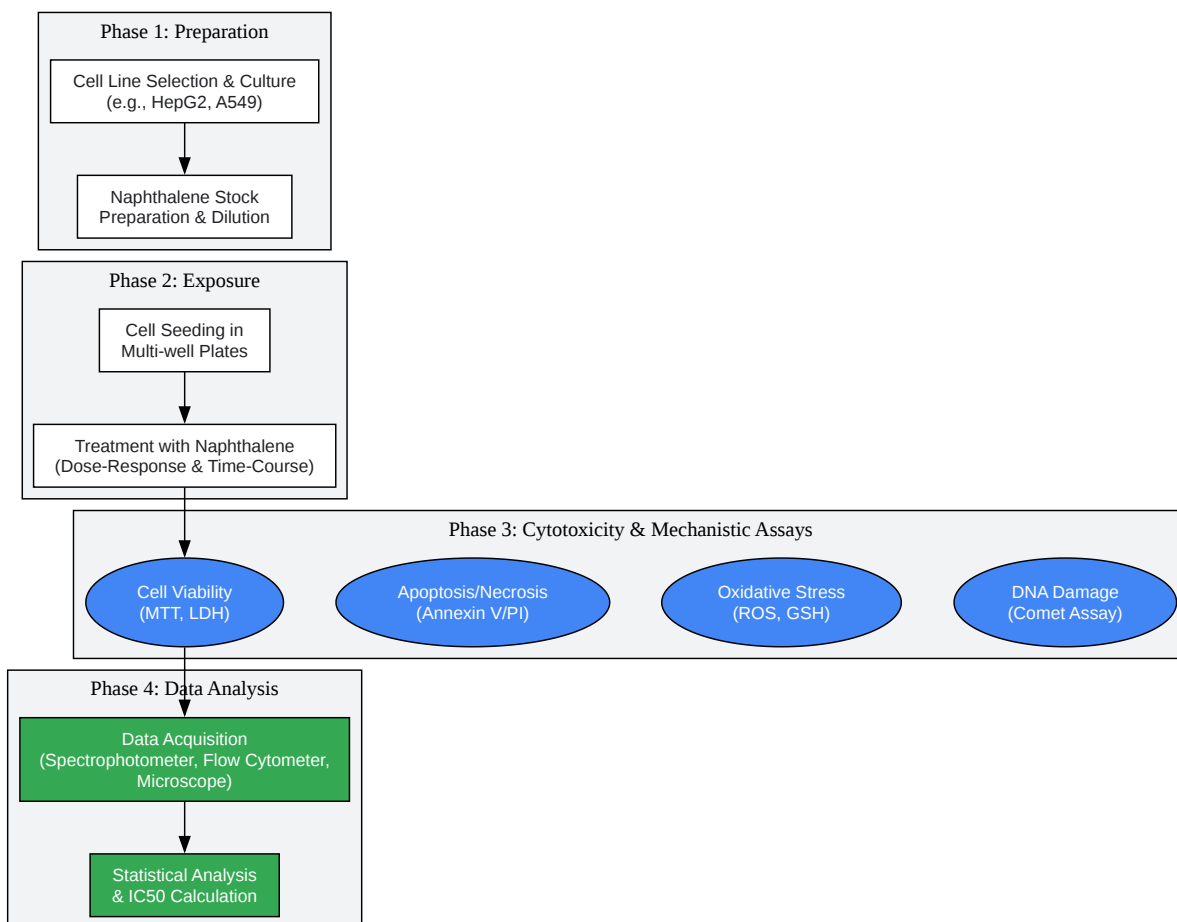 Phase 1: Preparation
Cell Line Selection & Culture
(e.g., HepG2, A549)
Naphthalene Stock
Preparation & Dilution
Phase 2: Exposure
Cell Seeding in
Multi-well Plates
Treatment with Naphthalene
(Dose-Response & Time-Course)
Phase 3: Cytotoxicity & Mechanistic Assays
Cell Viability
(MTT, LDH)
Apoptosis/Necrosis
(Annexin V/PI)
Oxidative Stress
(ROS, GSH)
DNA Damage
(Comet Assay)
Phase 4: Data Analysis
Data Acquisition
(Spectrophotometer, Flow Cytometer,
Microscope)
Statistical Analysis
& IC50 Calculation